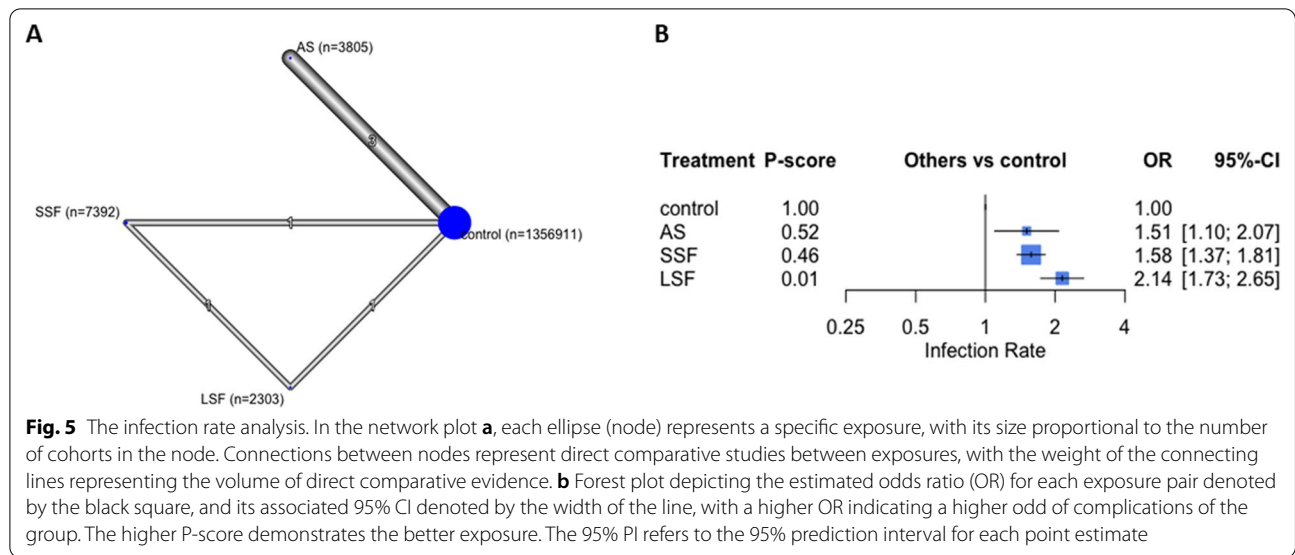 A
AS (n=3805)
3
SSF (n=7392)
1
control (n=1356911)
1
1
LSF (n=2303)
B
Treatment P-score Others vs control OR 95%-CI
control 1.00 1.00
AS 0.52 1.51 [1.10; 2.07]
SSF 0.46 1.58 [1.37; 1.81]
LSF 0.01 2.14 [1.73; 2.65]
0.25 0.5 1 2 4
Infection Rate
Fig. 5 The infection rate analysis. In the network plot a, each ellipse (node) represents a specific exposure, with its size proportional to the number
of cohorts in the node. Connections between nodes represent direct comparative studies between exposures, with the weight of the connecting
lines representing the volume of direct comparative evidence. b Forest plot depicting the estimated odds ratio (OR) for each exposure pair denoted
by the black square, and its associated 95% CI denoted by the width of the line, with a higher OR indicating a higher odd of complications of the
group. The higher P-score demonstrates the better exposure. The 95% PI refers to the 95% prediction interval for each point estimate